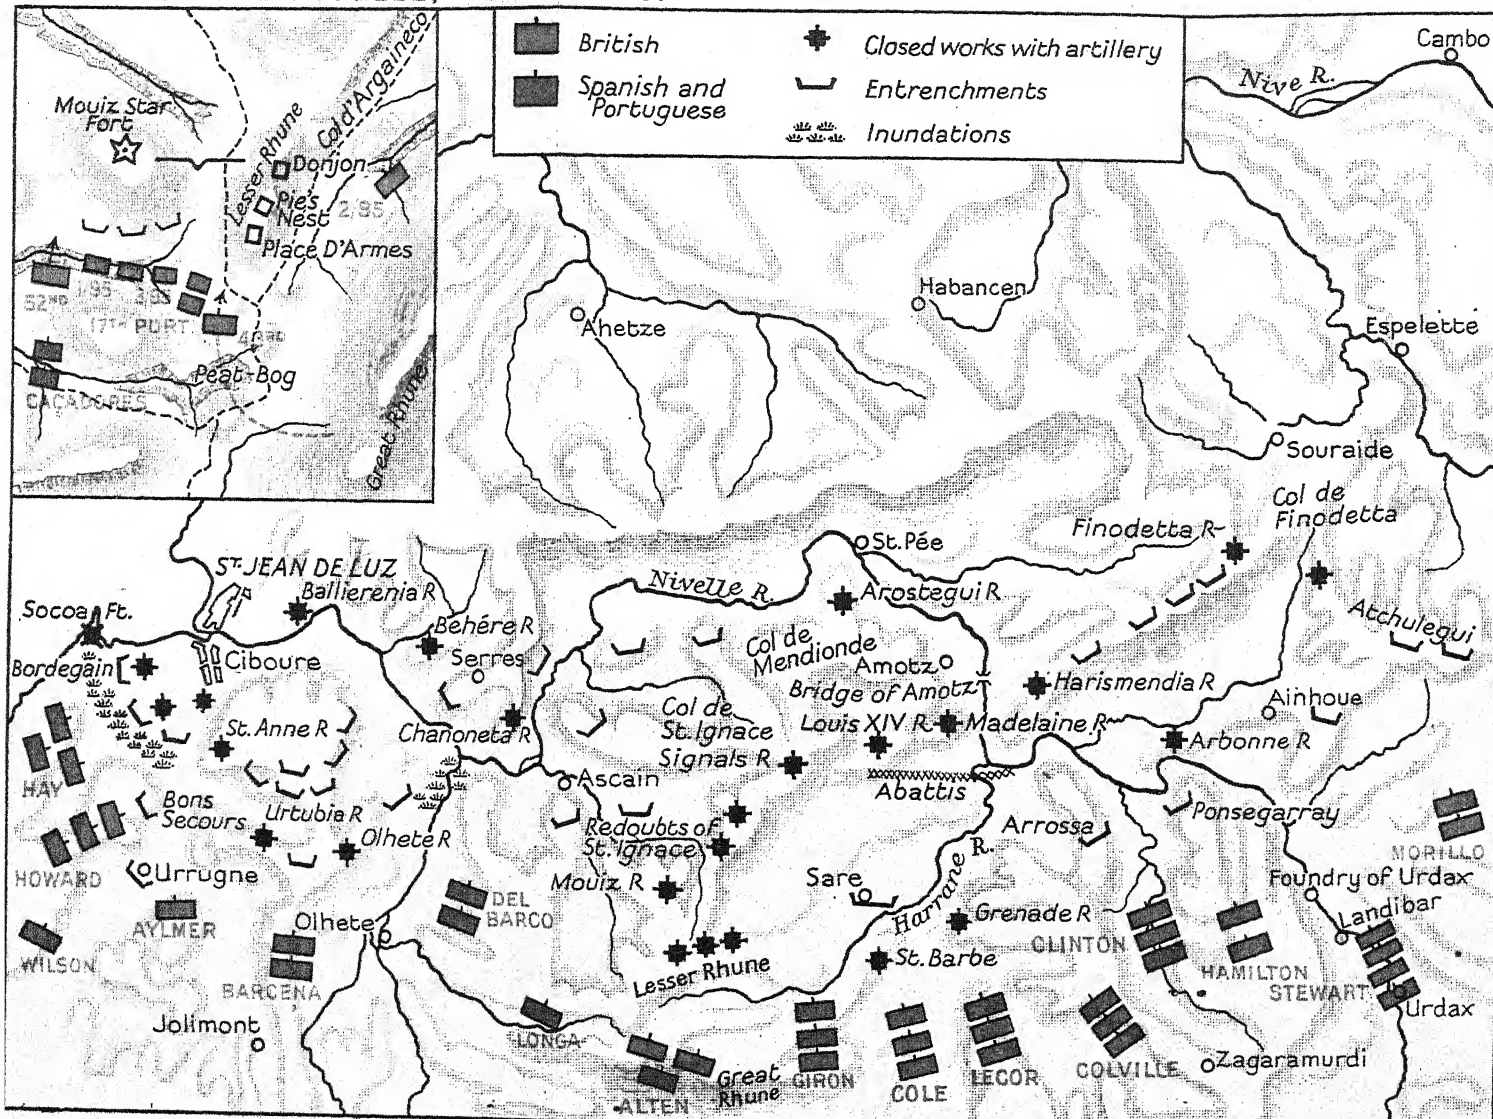 British
Spanish and
Portuguese
Closed works with artillery
Entrenchments
Inundations
Mouiz Star
Fort
Lesser Rhune
Col d'Argaineco
Donjon
Pie's
Nest
Place D'Armes
2/95
52ND
1/95
3/95
17TH PORT.
43RD
Peat-Bog
CAÇADORES
Great Rhune
Cambo
Nive R.
Habancen
Ahetze
Espelette
Souraide
Col de
Finodetta
Finodetta R
St. Pée
Nivelle R.
Arostegui R
Atchulegui
ST JEAN DE LUZ
Ballierenia R
Socoa Ft.
Behére R
Serres
Bordegain
Ciboure
Col de
Mendionde
Amotz
Bridge of Amotz
Harismendia R
Ainhoue
St. Anne R
Chanoneta R
Col de
St. Ignace
Signals R
Louis XIV R
Madelaine R
Arbonne R
HAY
Ascain
Abattis
Bons
Secours
Urtubia R
Olhete R
Redoubts of
St. Ignace
Arrossa
Ponsegarray
MORILLO
HOWARD
Urrugne
Mouiz R
Sare
Harrane R.
Grenade R
Foundry of Urdax
Landibar
AYLMER
Olhete
DEL
BARCO
CLINTON
HAMILTON
STEWART
WILSON
BARCENA
Lesser Rhune
St. Barbe
Urdax
Jolimont
LONGA
ALTEN
Great
Rhune
GIRON
COLE
LECOR
COLVILLE
Zagaramurdi